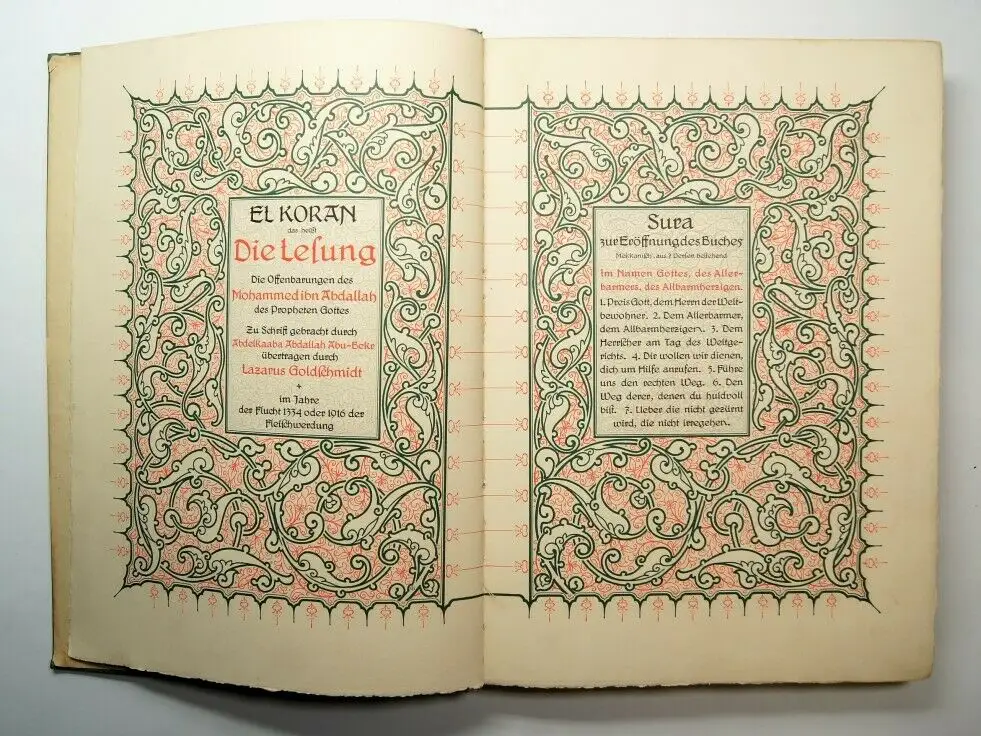 EL KORAN
das heißt
Die Leſung
Die Offenbarungen des
Mohammed ibn Abdallah
des Propheten Gottes
Zu Schrift gebracht durch
Abdelkaaba Abdallah Abu-Bekr
übertragen durch
Lazarus Goldſchmidt
im Jahre
der Flucht 1334 oder 1916 der
Fleiſchwerdung
Sura
zur Eröffnung des Buches
Mekkaniſch, aus 7 Verſen beſtehend
Im Namen Gottes, des Aller-
barmers, des Allbarmherzigen.
1. Preis Gott, dem Herrn der Welt-
bewohner. 2. Dem Allerbarmer,
dem Allbarmherzigen. 3. Dem
Herrſcher am Tag des Weltge-
richts. 4. Dir wollen wir dienen,
dich um Hilfe anrufen. 5. Führe
uns den rechten Weg. 6. Den
Weg derer, denen du huldvoll
biſt. 7. Ueber die nicht gezürnt
wird, die nicht irregehen.